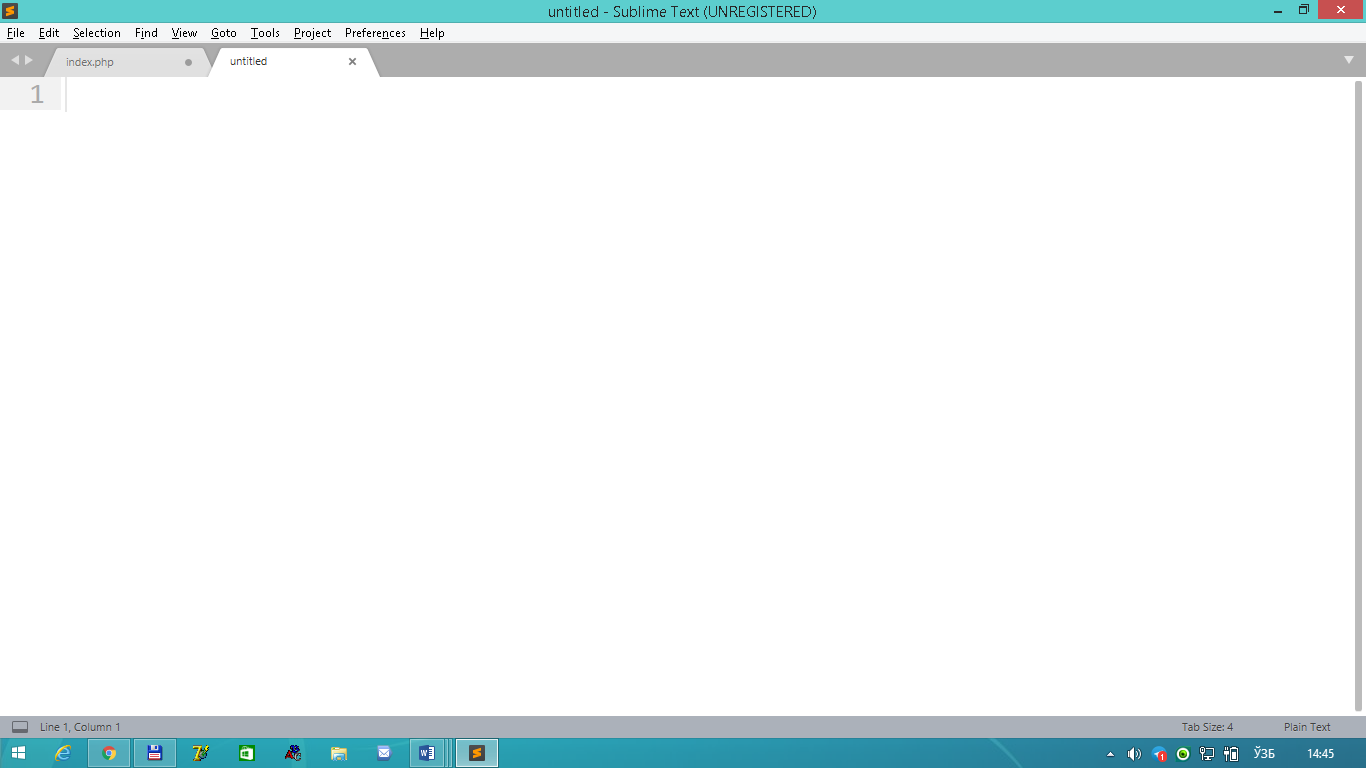 untitled - Sublime Text (UNREGISTERED)
File Edit Selection Find View Goto Tools Project Preferences Help
index.php untitled
1
Line 1, Column 1 Tab Size: 4 Plain Text
ЎЗБ 14:45